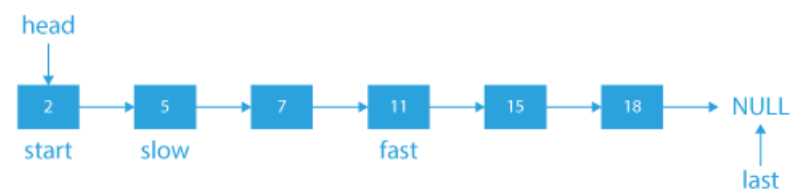 head
2 5 7 11 15 18 NULL
start slow fast
last